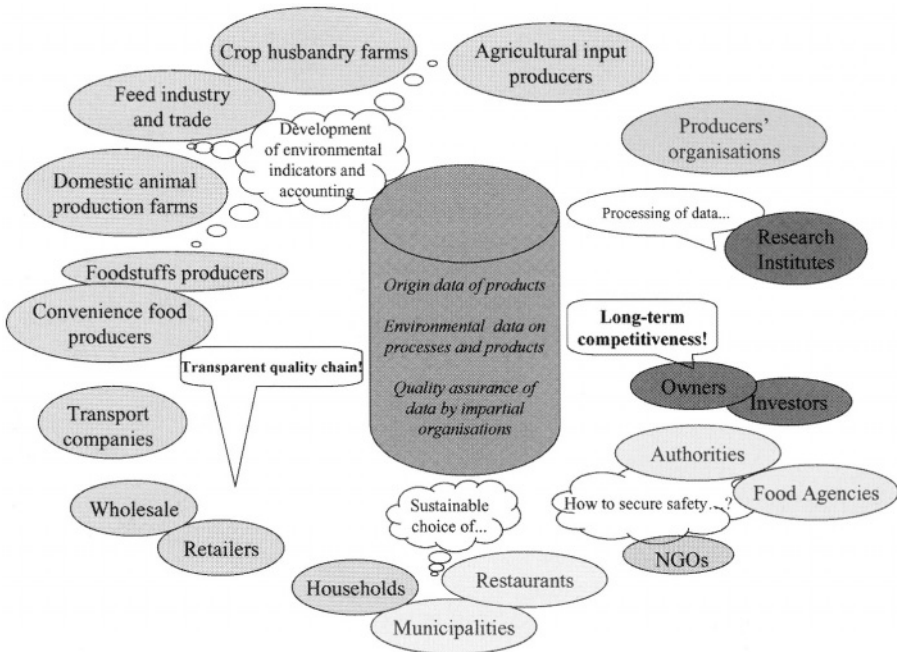 Crop husbandry farms
Agricultural input
producers
Feed industry
and trade
Development
of environmental
indicators and
accounting
Producers'
organisations
Domestic animal
production farms
Processing of data...
Research
Institutes
Foodstuffs producers
Origin data of products
Convenience food
producers
Environmental data on
processes and products
Long-term
competitiveness!
Transparent quality chain!
Quality assurance of
data by impartial
organisations
Owners
Investors
Transport
companies
Authorities
Food Agencies
Wholesale
Retailers
Sustainable
choice of...
How to secure safety....?
NGOs
Households
Restaurants
Municipalities